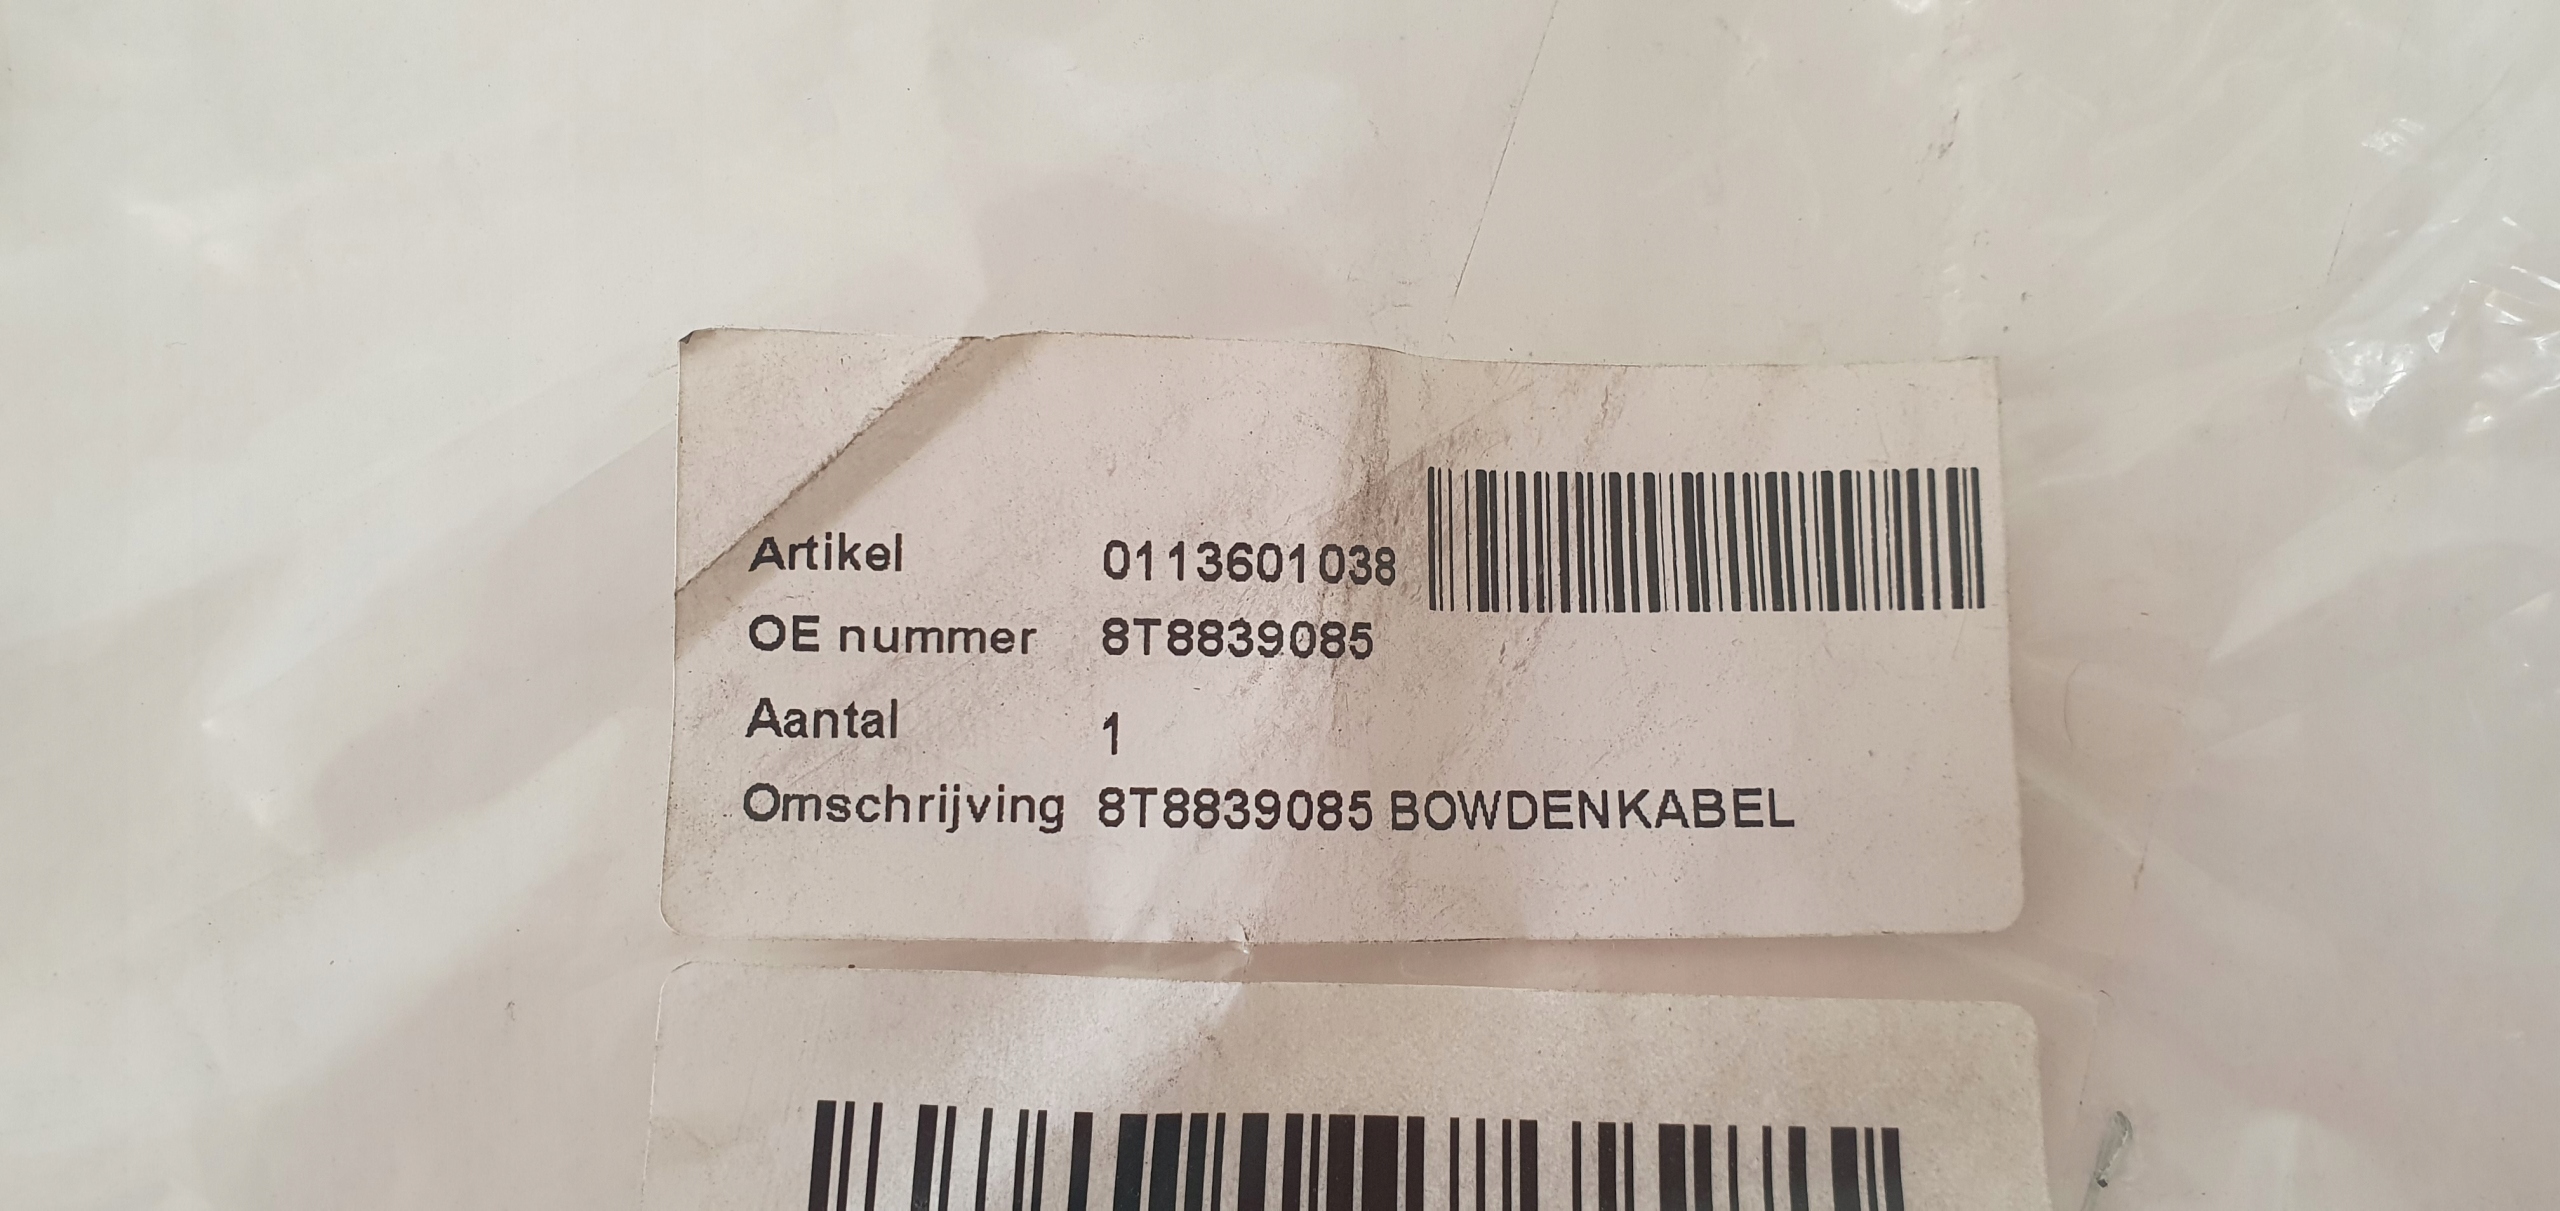 Artikel 0113601038
OE nummer 8T8839085
Aantal 1
Omschrijving 8T8839085 BOWDENKABEL